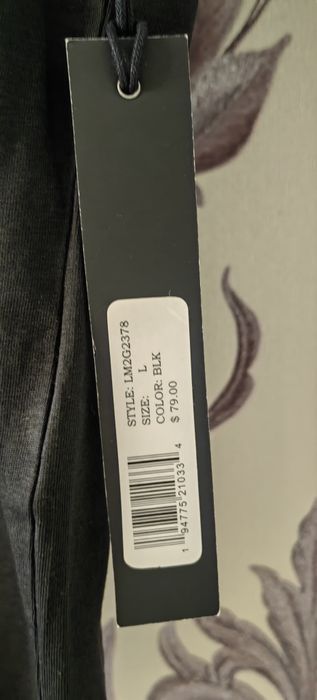 STYLE: LM2G2378
SIZE: L
COLOR: BLK
$ 79.00
1 94775 21033 4